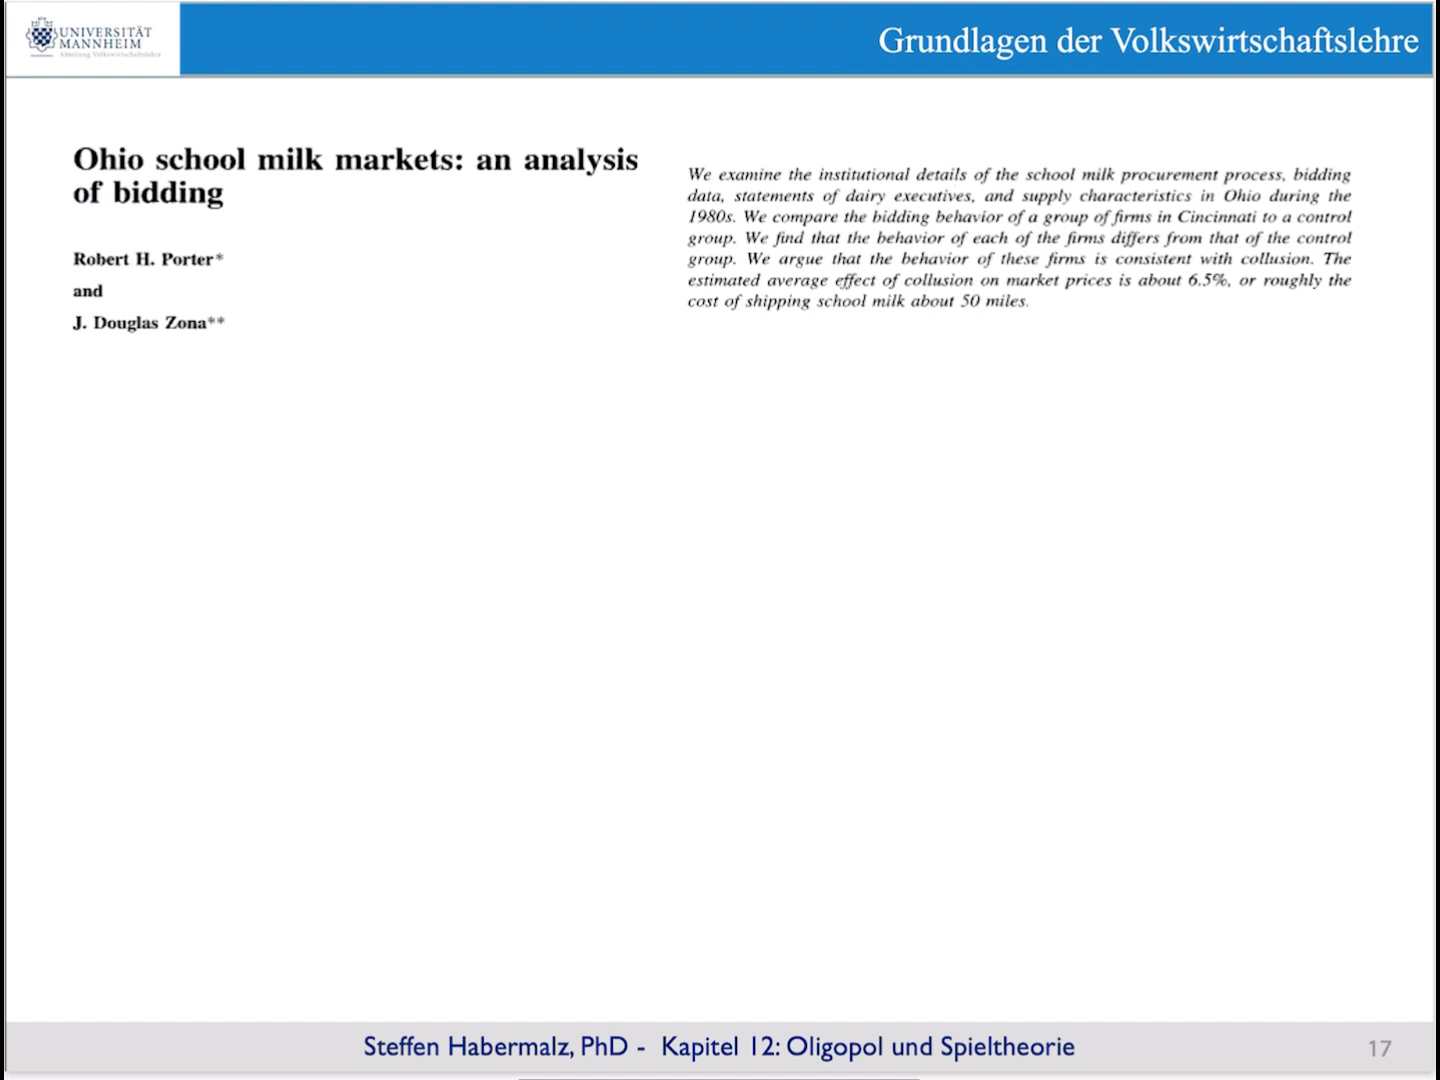 UNIVERSITÄT
MANNHEIM
Abteilung Volkswirtschaftslehre
Grundlagen der Volkswirtschaftslehre
Ohio school milk markets: an analysis
of bidding
Robert H. Porter*
and
J. Douglas Zona**
We examine the institutional details of the school milk procurement process, bidding
data, statements of dairy executives, and supply characteristics in Ohio during the
1980s. We compare the bidding behavior of a group of firms in Cincinnati to a control
group. We find that the behavior of each of the firms differs from that of the control
group. We argue that the behavior of these firms is consistent with collusion. The
estimated average effect of collusion on market prices is about 6.5%, or roughly the
cost of shipping school milk about 50 miles.
Steffen Habermalz, PhD - Kapitel 12: Oligopol und Spieltheorie
17